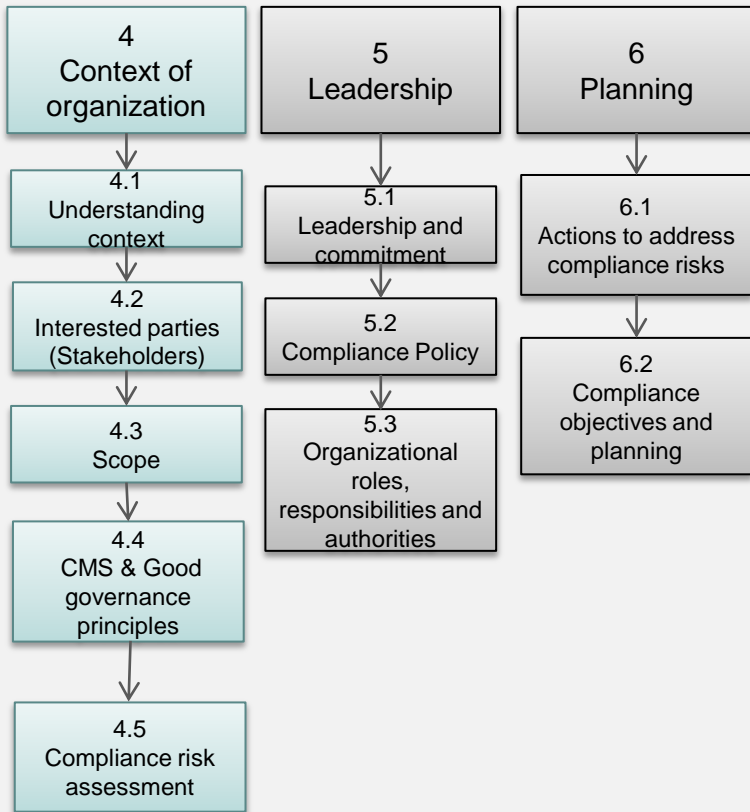 4
Context of
organization
4.1
Understanding
context
4.2
Interested parties
(Stakeholders)
4.3
Scope
4.4
CMS & Good
governance
principles
4.5
Compliance risk
assessment
5
Leadership
5.1
Leadership and
commitment
5.2
Compliance Policy
5.3
Organizational
roles,
responsibilities and
authorities
6
Planning
6.1
Actions to address
compliance risks
6.2
Compliance
objectives and
planning